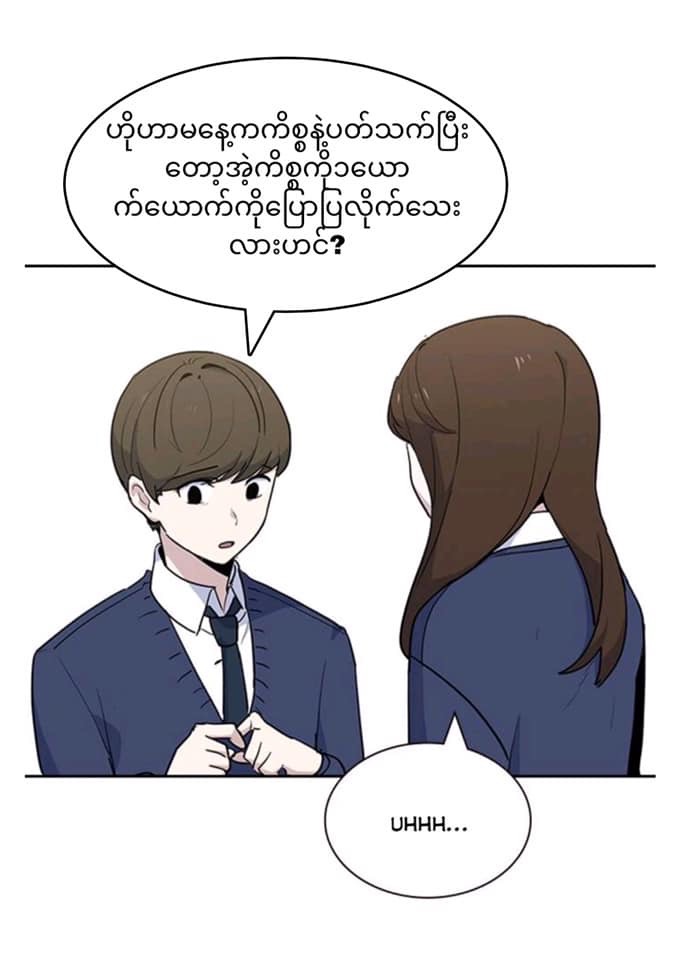 ဟိုဟာမနေ့ကကိစ္စနဲ့ပတ်သက်ပြီး
တော့အဲ့ကိစ္စကို၁ယော
က်ယောက်ကိုပြောပြလိုက်သေး
လားဟင်?
UHHH...